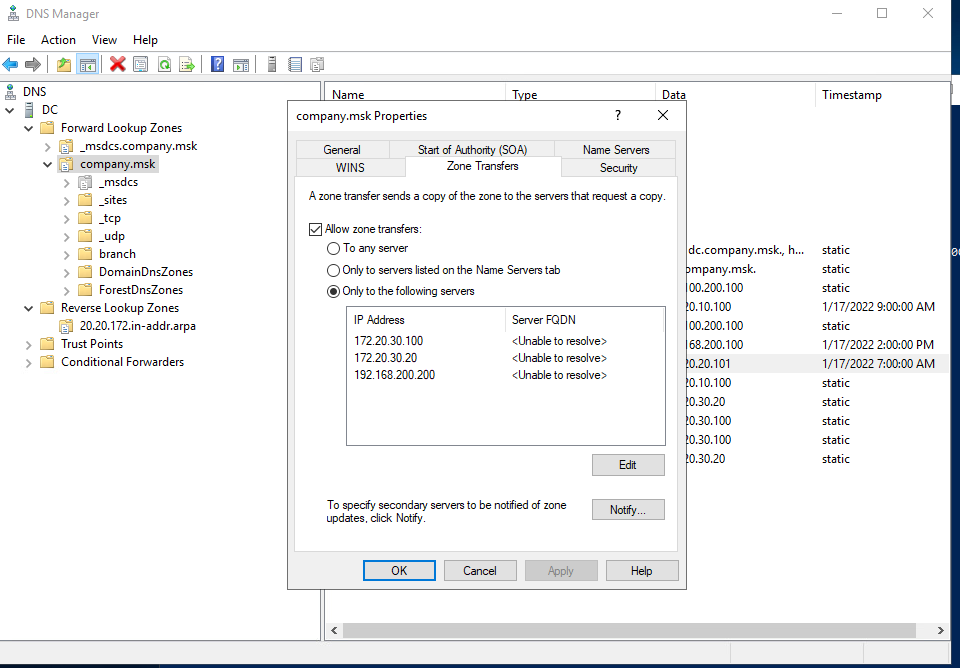 DNS Manager
File Action View Help
DNS
DC
Forward Lookup Zones
_msdcs.company.msk
company.msk
_msdcs
_sites
_tcp
_udp
branch
DomainDnsZones
ForestDnsZones
Reverse Lookup Zones
20.20.172.in-addr.arpa
Trust Points
Conditional Forwarders
Name Type Data Timestamp
dc.company.msk., h... static
ompany.msk. static
100.200.100 static
20.10.100 1/17/2022 9:00:00 AM
100.200.100 static
168.200.100 1/17/2022 2:00:00 PM
20.20.101 1/17/2022 7:00:00 AM
20.10.100 static
20.30.20 static
20.30.100 static
20.30.100 static
20.30.20 static
company.msk Properties
?
General Start of Authority (SOA) Name Servers
WINS Zone Transfers Security
A zone transfer sends a copy of the zone to the servers that request a copy.
Allow zone transfers:
To any server
Only to servers listed on the Name Servers tab
Only to the following servers
IP Address Server FQDN
172.20.30.100 <Unable to resolve>
172.20.30.20 <Unable to resolve>
192.168.200.200 <Unable to resolve>
Edit
To specify secondary servers to be notified of zone
updates, click Notify.
Notify...
OK Cancel Apply Help